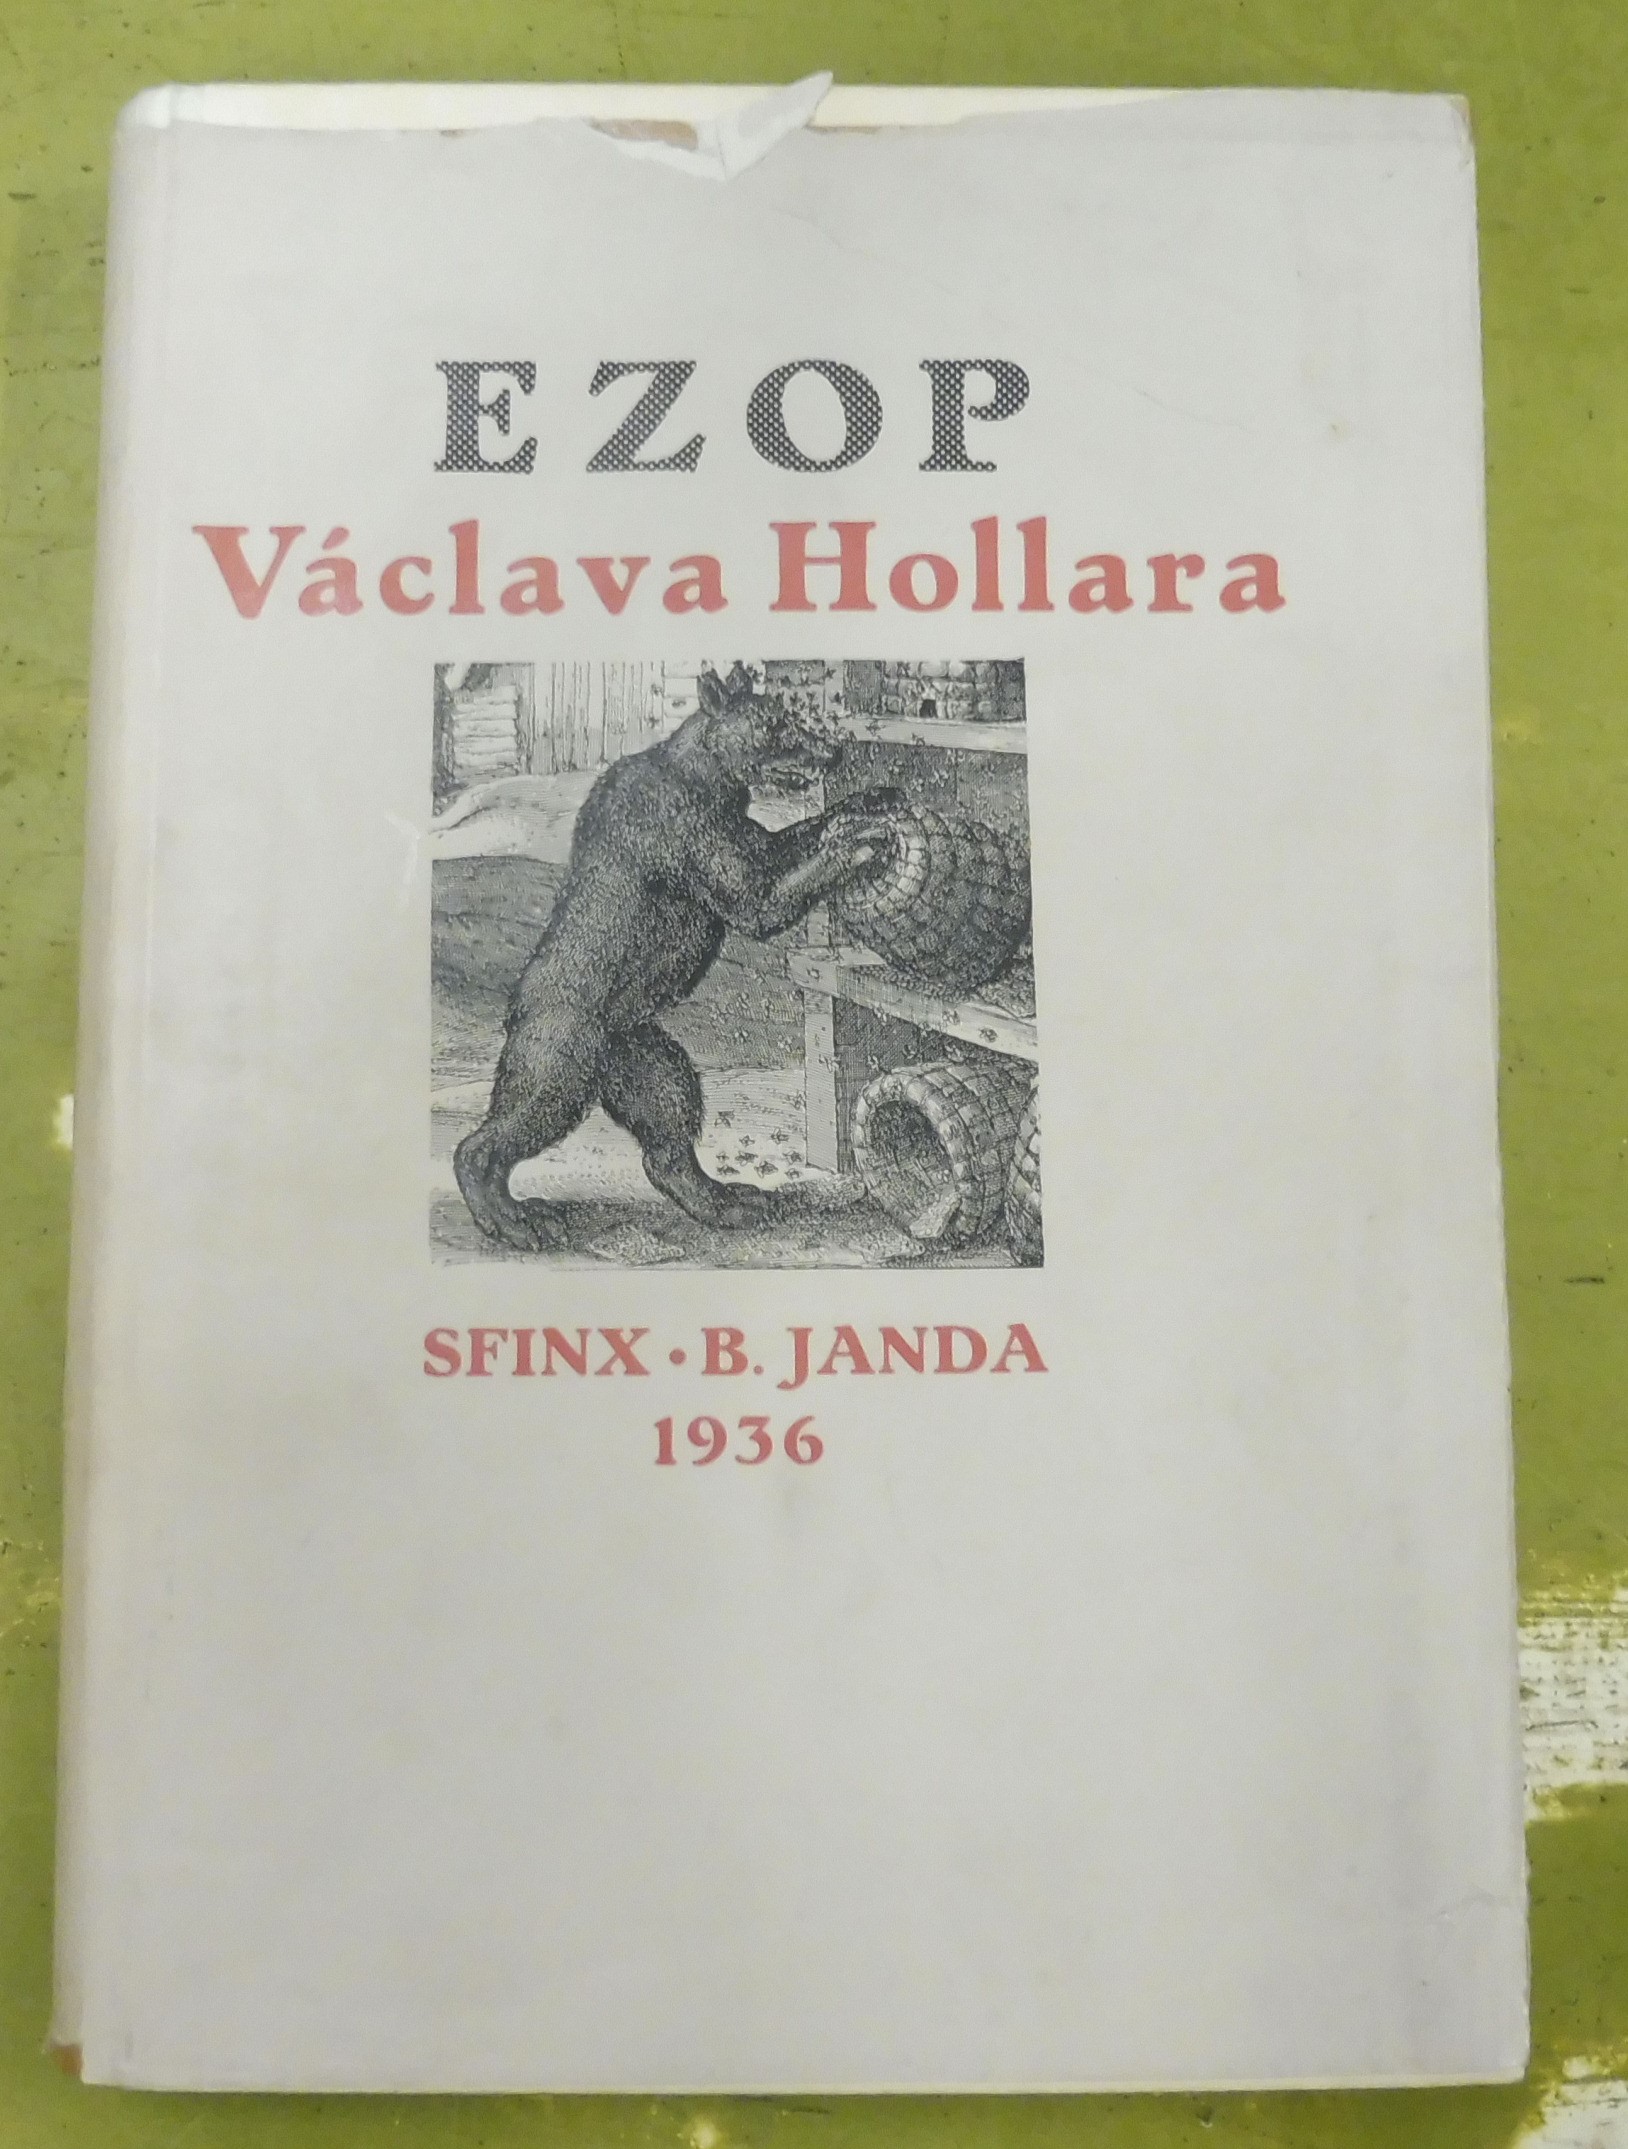 EZOP
Václava Hollara
SFINX • B. JANDA
1936